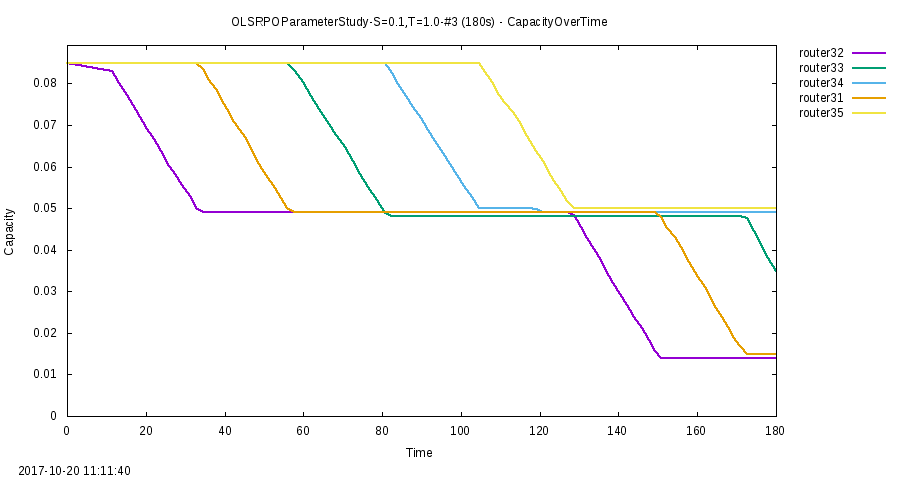 OLSRPOParameterStudy-S=0.1,T=1.0-#3 (180s) - CapacityOverTime
router32
router33
router34
router31
router35
0.08
0.07
0.06
0.05
0.04
0.03
0.02
0.01
0
Capacity
0 20 40 60 80 100 120 140 160 180
Time
2017-10-20 11:11:40